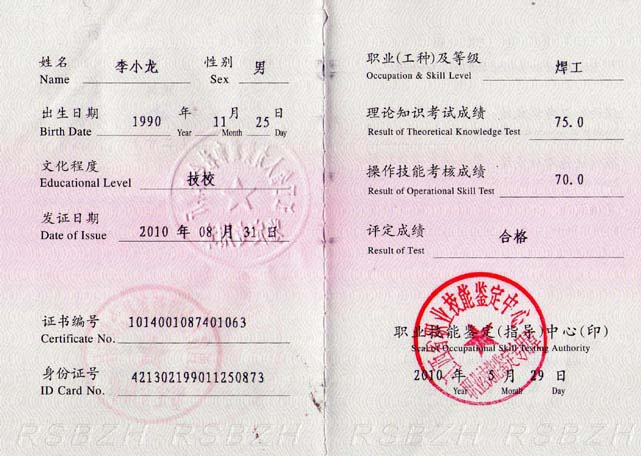 姓名 李小龙 性别 男
Name Sex
出生日期 1990 年 11 月 25 日
Birth Date Year Month Day
文化程度 技校
Educational Level
发证日期
Date of Issue 2010 年 08 月 31 日
证书编号 1014001087401063
Certificate No.
身份证号 421302199011250873
ID Card No.
职业(工种)及等级 焊工
Occupation & Skill Level
理论知识考试成绩 75.0
Result of Theoretical Knowledge Test
操作技能考核成绩 70.0
Result of Operational Skill Test
评定成绩 合格
Result of Test
职业技能鉴定中心
职业技能鉴定(指导)中心(印)
Seal of Occupational Skill Testing Authority
2010 年 月 29 日
Year Month Day
RSBZH RSBZH RSBZH RSBZH